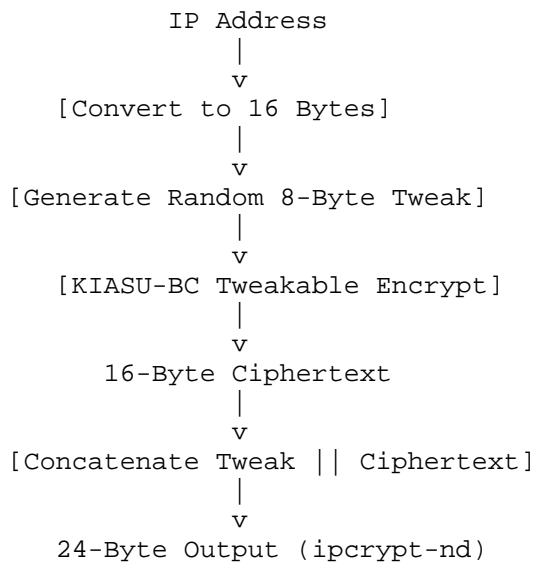 IP Address
|
v
[Convert to 16 Bytes]
|
v
[Generate Random 8-Byte Tweak]
|
v
[KIASU-BC Tweakable Encrypt]
|
v
16-Byte Ciphertext
|
v
[Concatenate Tweak || Ciphertext]
|
v
24-Byte Output (ipcrypt-nd)